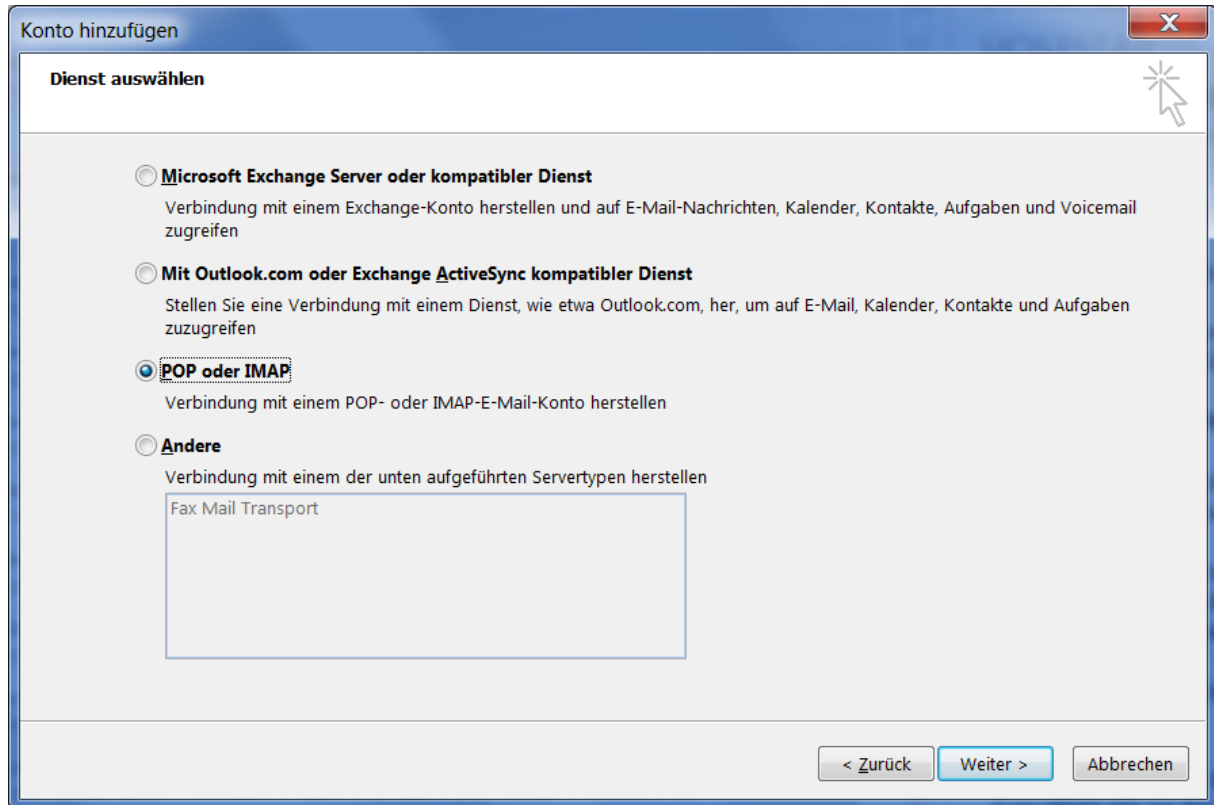 Konto hinzufügen
Dienst auswählen
Microsoft Exchange Server oder kompatibler Dienst
Verbindung mit einem Exchange-Konto herstellen und auf E-Mail-Nachrichten, Kalender, Kontakte, Aufgaben und Voicemail
zugreifen
Mit Outlook.com oder Exchange ActiveSync kompatibler Dienst
Stellen Sie eine Verbindung mit einem Dienst, wie etwa Outlook.com, her, um auf E-Mail, Kalender, Kontakte und Aufgaben
zuzugreifen
POP oder IMAP
Verbindung mit einem POP- oder IMAP-E-Mail-Konto herstellen
Andere
Verbindung mit einem der unten aufgeführten Servertypen herstellen
Fax Mail Transport
< Zurück Weiter > Abbrechen